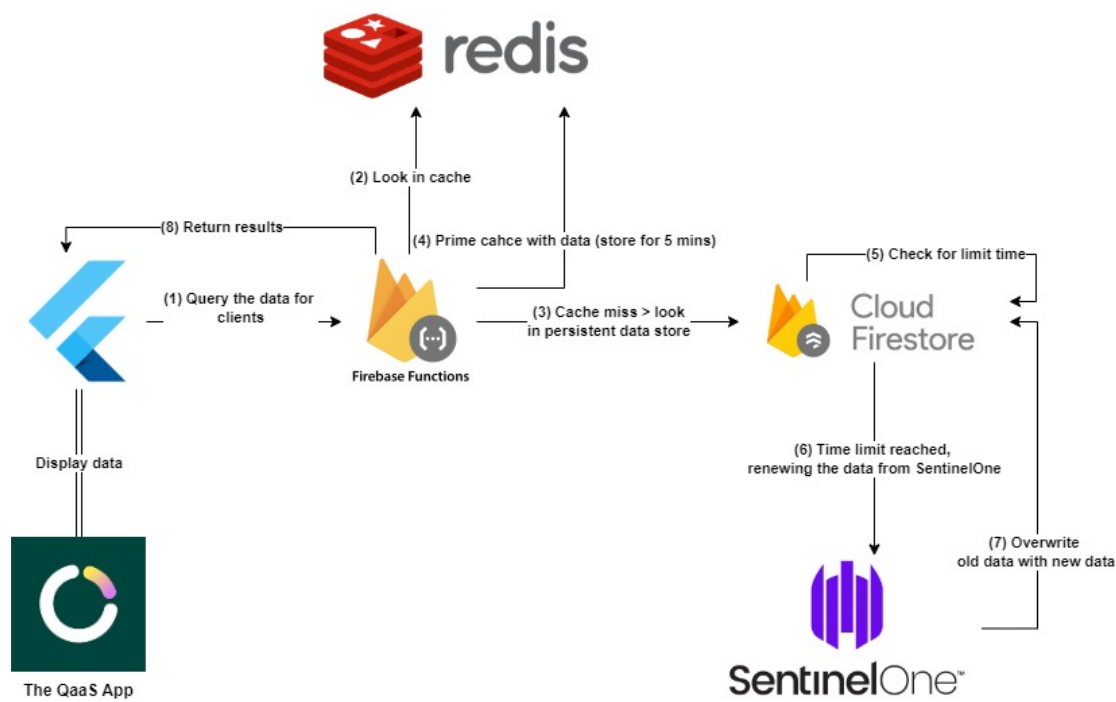 redis
(2) Look in cache
(8) Return results
(4) Prime cahce with data (store for 5 mins)
(5) Check for limit time
(1) Query the data for
clients
(3) Cache miss > look
in persistent data store
Cloud
Firestore
Firebase Functions
Display data
(6) Time limit reached,
renewing the data from SentinelOne
(7) Overwrite
old data with new data
SentinelOne™
The QaaS App